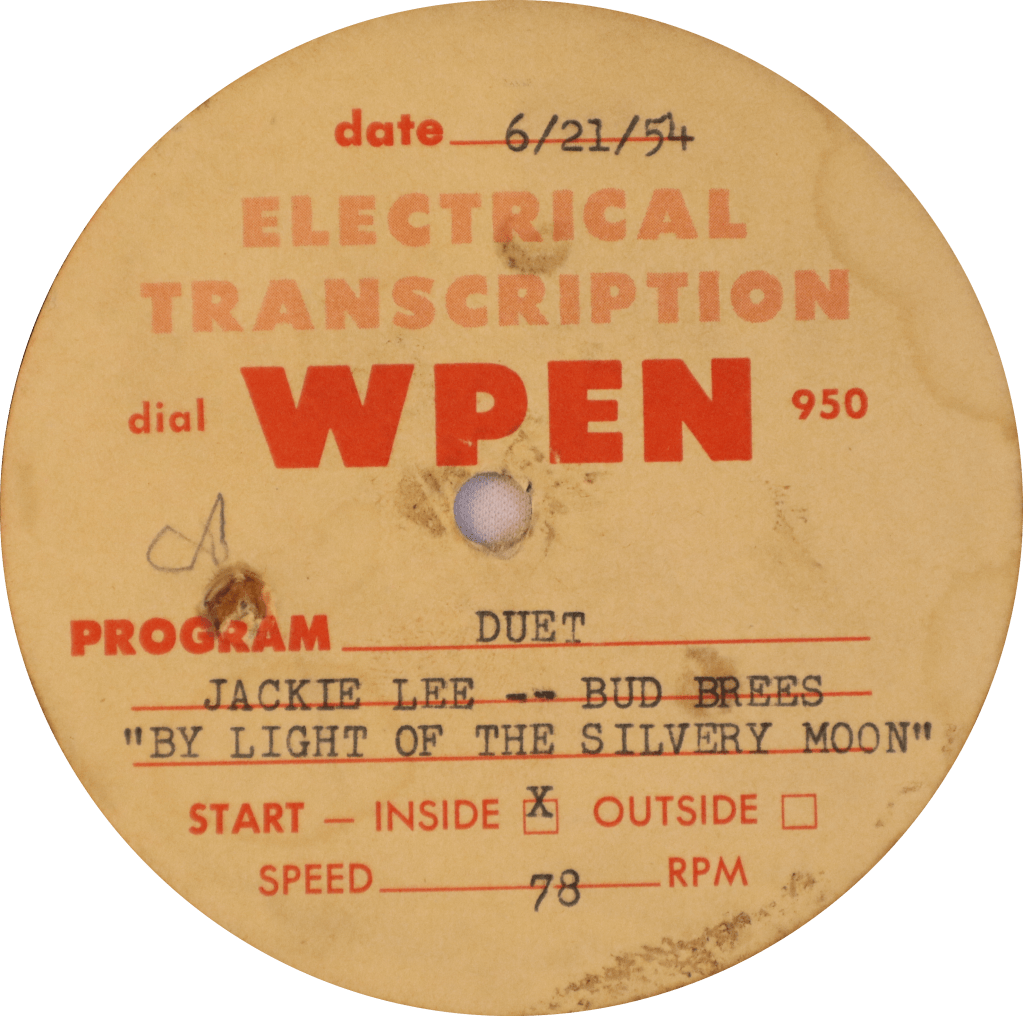 date 6/21/54
ELECTRICAL
TRANSCRIPTION
dial WPEN 950
A
PROGRAM DUET
JACKIE LEE -- BUD BREES
"BY LIGHT OF THE SILVERY MOON"
START – INSIDE X OUTSIDE
SPEED 78 RPM